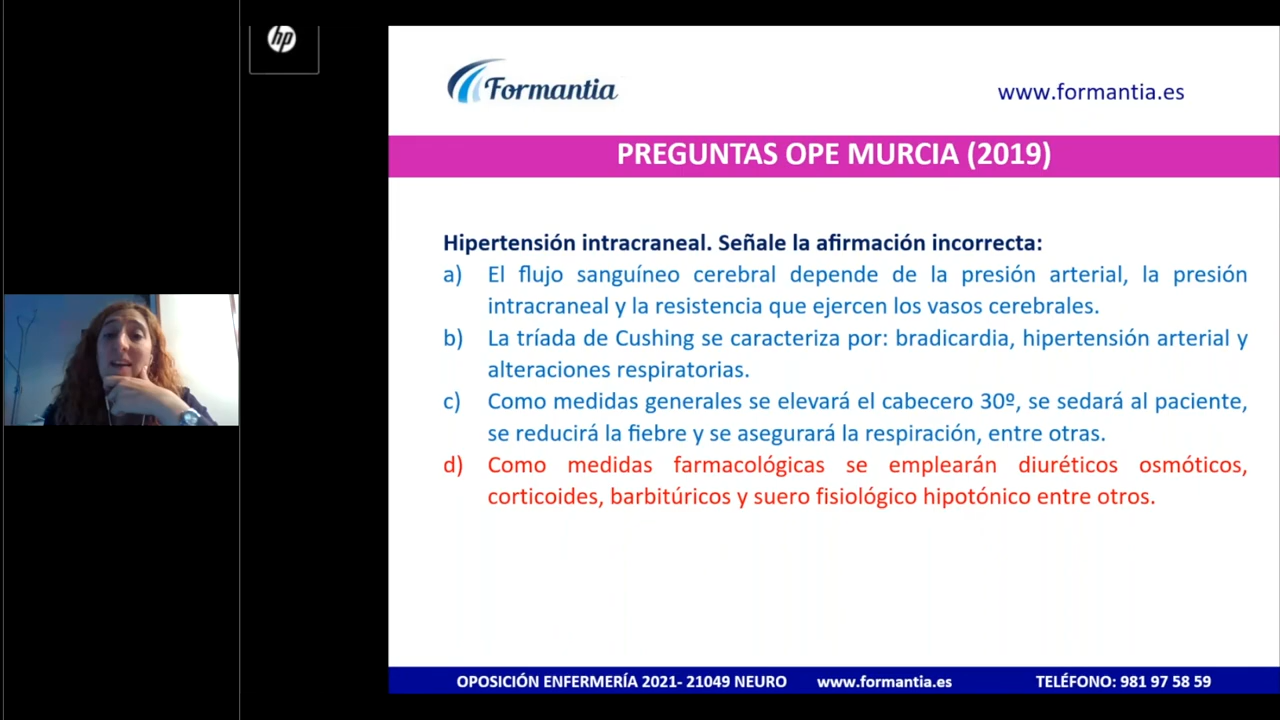 hp
Formantia
www.formantia.es
PREGUNTAS OPE MURCIA (2019)
Hipertensión intracraneal. Señale la afirmación incorrecta:
a) El flujo sanguíneo cerebral depende de la presión arterial, la presión
intracraneal y la resistencia que ejercen los vasos cerebrales.
b) La tríada de Cushing se caracteriza por: bradicardia, hipertensión arterial y
alteraciones respiratorias.
c) Como medidas generales se elevará el cabecero 30º, se sedará al paciente,
se reducirá la fiebre y se asegurará la respiración, entre otras.
d) Como medidas farmacológicas se emplearán diuréticos osmóticos,
corticoides, barbitúricos y suero fisiológico hipotónico entre otros.
OPOSICIÓN ENFERMERÍA 2021- 21049 NEURO www.formantia.es TELÉFONO: 981 97 58 59